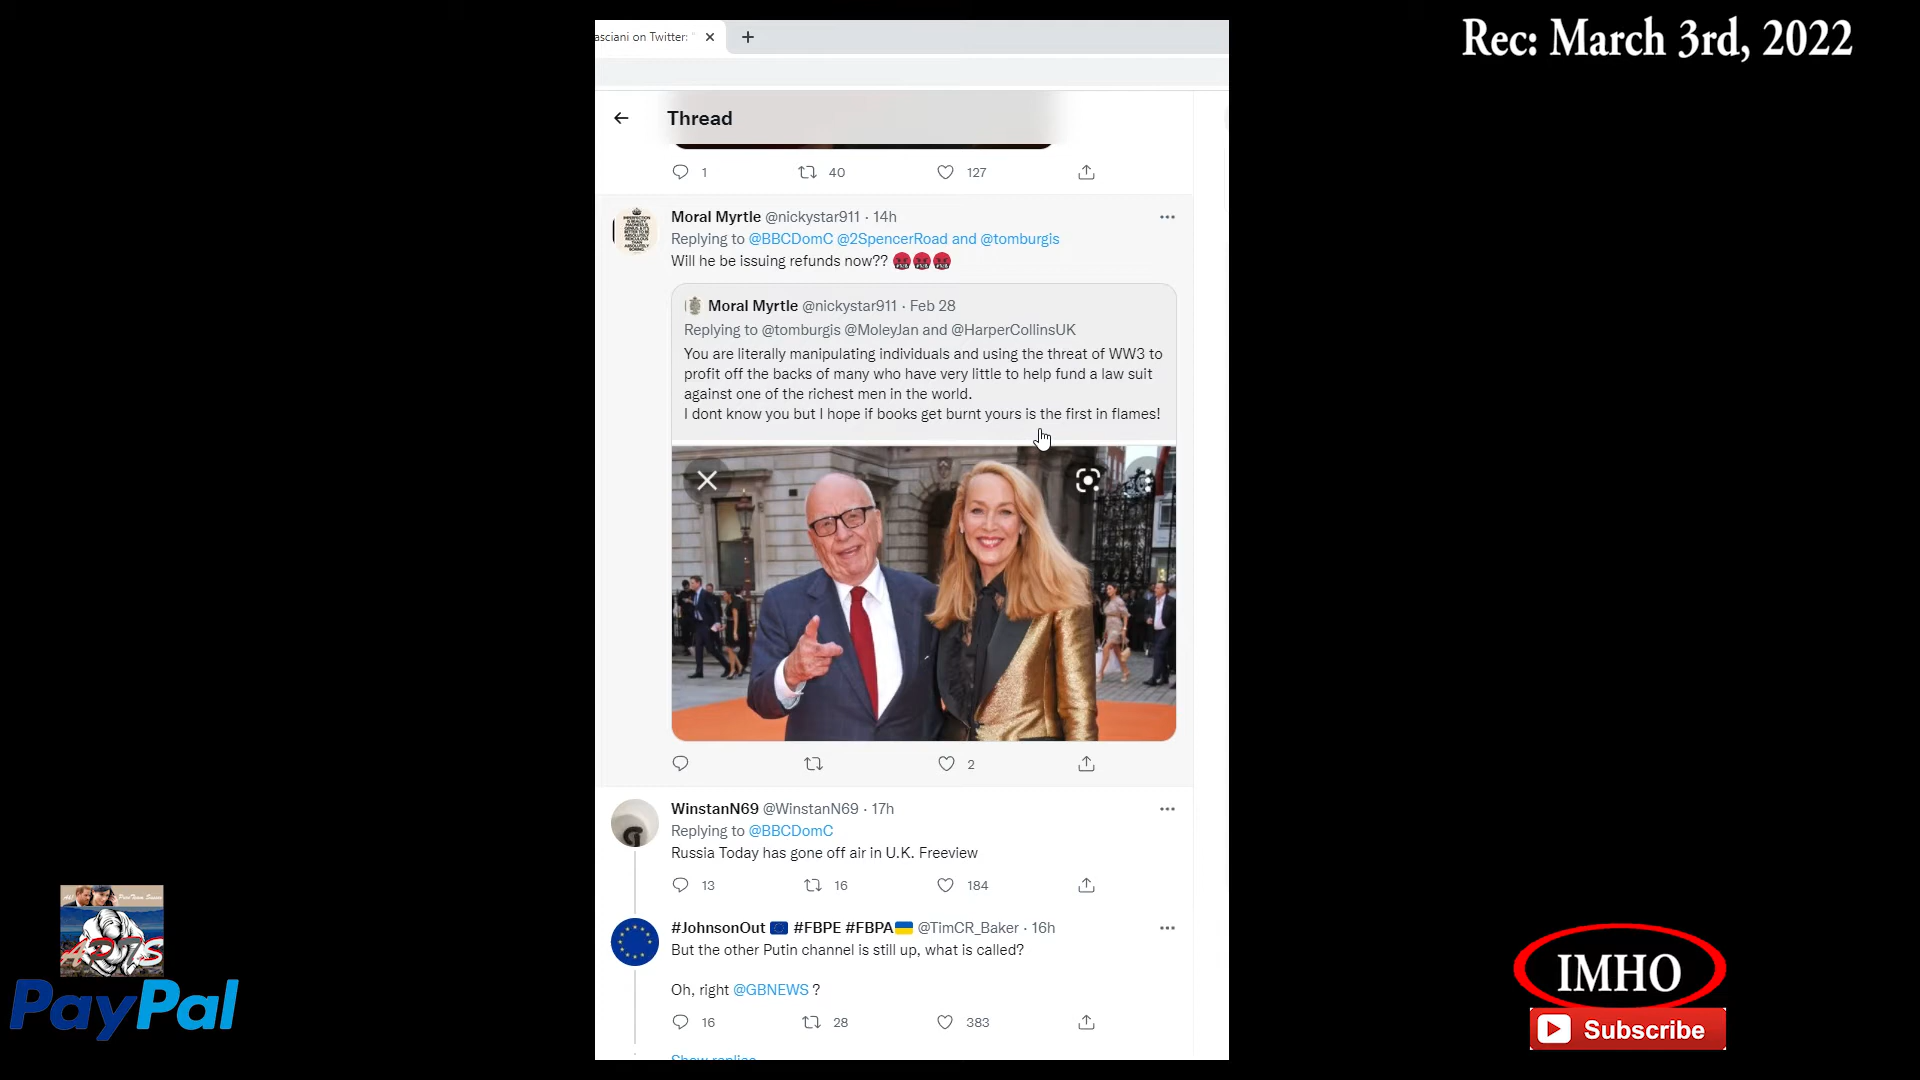 Rec: March 3rd, 2022
asciani on Twitter: "
Thread
1 40 127
Moral Myrtle @nickystar911 · 14h
Replying to @BBCDomC @2SpencerRoad and @tomburgis
Will he be issuing refunds now??
Moral Myrtle @nickystar911 · Feb 28
Replying to @tomburgis @MoleyJan and @HarperCollinsUK
You are literally manipulating individuals and using the threat of WW3 to
profit off the backs of many who have very little to help fund a law suit
against one of the richest men in the world.
I dont know you but I hope if books get burnt yours is the first in flames!
2
WinstanN69 @WinstanN69 · 17h
Replying to @BBCDomC
Russia Today has gone off air in U.K. Freeview
13 16 184
#JohnsonOut #FBPE #FBPA @TimCR_Baker · 16h
But the other Putin channel is still up, what is called?
Oh, right @GBNEWS ?
16 28 383
Show replies
PayPal
IMHO
Subscribe